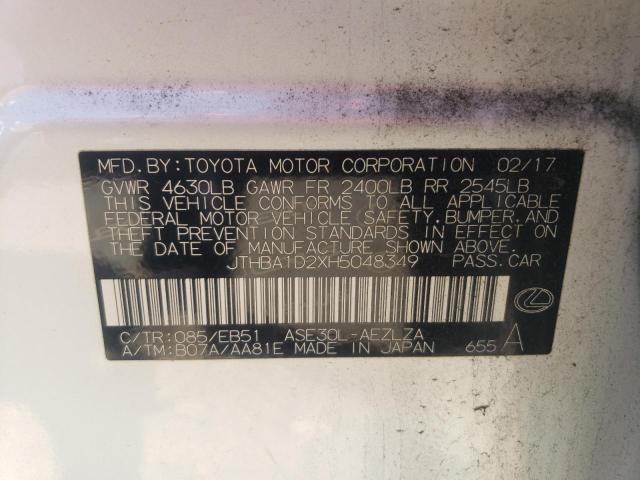 MFD.BY:TOYOTA MOTOR CORPORATION 02/17
GVWR 4630LB GAWR FR 2400LB RR 2545LB
THIS VEHICLE CONFORMS TO ALL APPLICABLE
FEDERAL MOTOR VEHICLE SAFETY,BUMPER,AND
THEFT PREVENTION STANDARDS IN EFFECT ON
THE DATE OF MANUFACTURE SHOWN ABOVE.
JTHBA1D2XH5048349 PASS.CAR
C/TR:085/EB51 ASE30L-AEZLZA
A/TM:B07A/AA81E MADE IN JAPAN 655 A